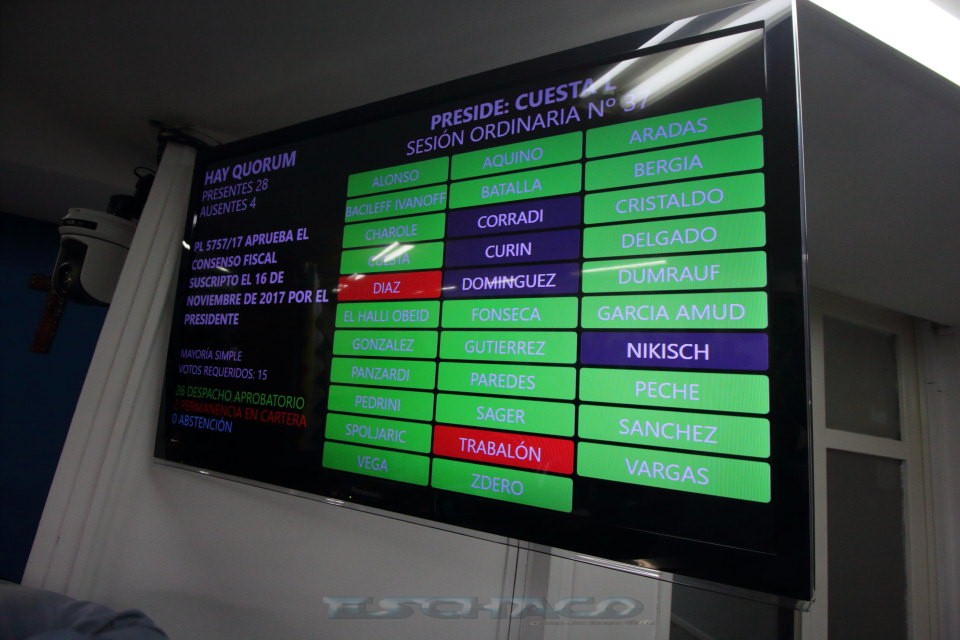 PRESIDE: CUESTA L
SESIÓN ORDINARIA Nº 37
HAY QUORUM
PRESENTES 28
AUSENTES 4
PL 5757/17 APRUEBA EL
CONSENSO FISCAL
SUSCRIPTO EL 16 DE
NOVIEMBRE DE 2017 POR EL
PRESIDENTE
MAYORÍA SIMPLE
VOTOS REQUERIDOS: 15
26 DESPACHO APROBATORIO
PERMANENCIA EN CARTERA
0 ABSTENCIÓN
ALONSO
BACILEFF IVANOFF
CHAROLE
CUESTA
DIAZ
EL HALLI OBEID
GONZALEZ
PANZARDI
PEDRINI
SPOLJARIC
VEGA
AQUINO
BATALLA
CORRADI
CURIN
DOMINGUEZ
FONSECA
GUTIERREZ
PAREDES
SAGER
TRABALÓN
ZDERO
ARADAS
BERGIA
CRISTALDO
DELGADO
DUMRAUF
GARCIA AMUD
NIKISCH
PECHE
SANCHEZ
VARGAS
ESCHACO